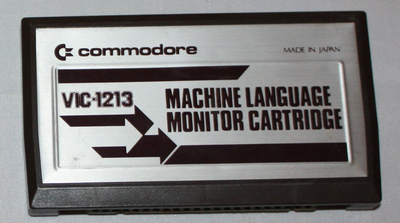 commodore
MADE IN JAPAN
VIC-1213
MACHINE LANGUAGE
MONITOR CARTRIDGE